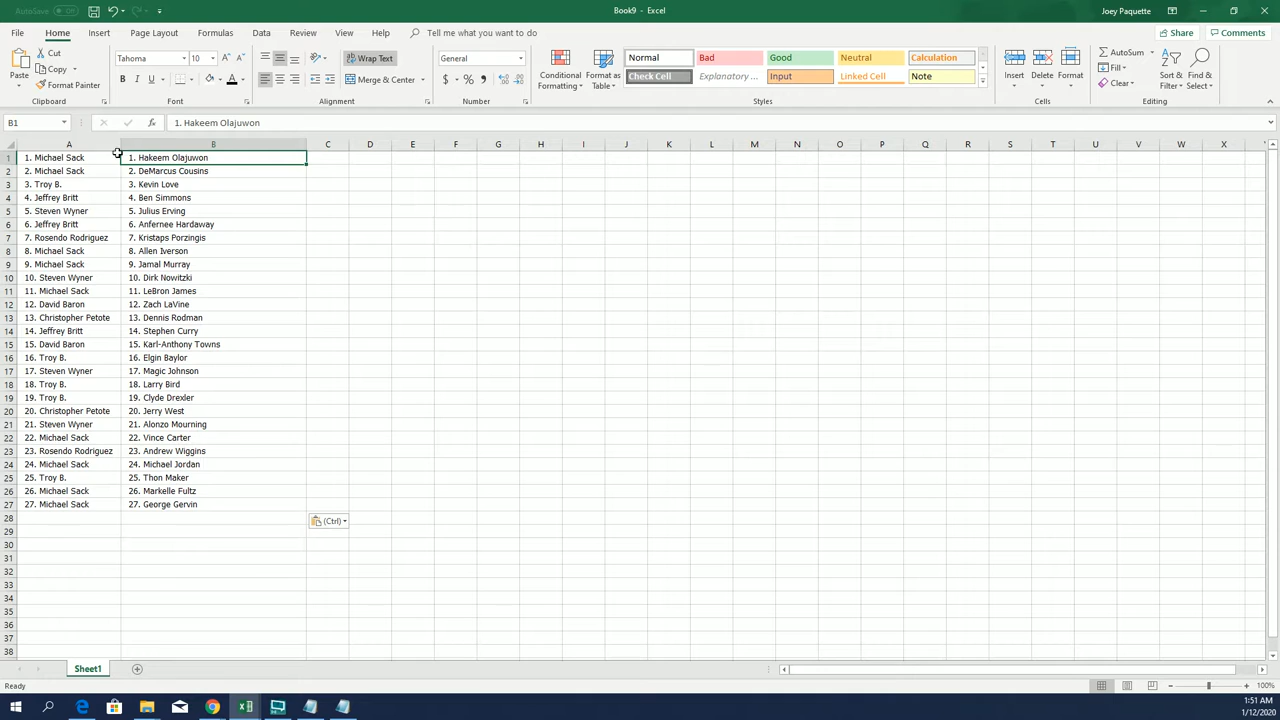 AutoSave Off
Book9 - Excel
Joey Paquette
File Home Insert Page Layout Formulas Data Review View Help Tell me what you want to do Share Comments
Paste Cut Copy Format Painter Clipboard
Tahoma 10 B I U A Font
Wrap Text Merge & Center Alignment
General $ % , Number
Conditional Formatting Format as Table
Normal Bad Good Neutral Calculation
Check Cell Explanatory ... Input Linked Cell Note
Styles
Insert Delete Format Cells
AutoSum Fill Clear Sort & Filter Find & Select Editing
B1 fx 1. Hakeem Olajuwon
A B C D E F G H I J K L M N O P Q R S T U V W X
1 1. Michael Sack 1. Hakeem Olajuwon
2 2. Michael Sack 2. DeMarcus Cousins
3 3. Troy B. 3. Kevin Love
4 4. Jeffrey Britt 4. Ben Simmons
5 5. Steven Wyner 5. Julius Erving
6 6. Jeffrey Britt 6. Anfernee Hardaway
7 7. Rosendo Rodriguez 7. Kristaps Porzingis
8 8. Michael Sack 8. Allen Iverson
9 9. Michael Sack 9. Jamal Murray
10 10. Steven Wyner 10. Dirk Nowitzki
11 11. Michael Sack 11. LeBron James
12 12. David Baron 12. Zach LaVine
13 13. Christopher Petote 13. Dennis Rodman
14 14. Jeffrey Britt 14. Stephen Curry
15 15. David Baron 15. Karl-Anthony Towns
16 16. Troy B. 16. Elgin Baylor
17 17. Steven Wyner 17. Magic Johnson
18 18. Troy B. 18. Larry Bird
19 19. Troy B. 19. Clyde Drexler
20 20. Christopher Petote 20. Jerry West
21 21. Steven Wyner 21. Alonzo Mourning
22 22. Michael Sack 22. Vince Carter
23 23. Rosendo Rodriguez 23. Andrew Wiggins
24 24. Michael Sack 24. Michael Jordan
25 25. Troy B. 25. Thon Maker
26 26. Michael Sack 26. Markelle Fultz
27 27. Michael Sack 27. George Gervin
28 (Ctrl)
29
30
31
32
33
34
35
36
37
38
Sheet1
Ready 100%
1:51 AM
1/12/2020